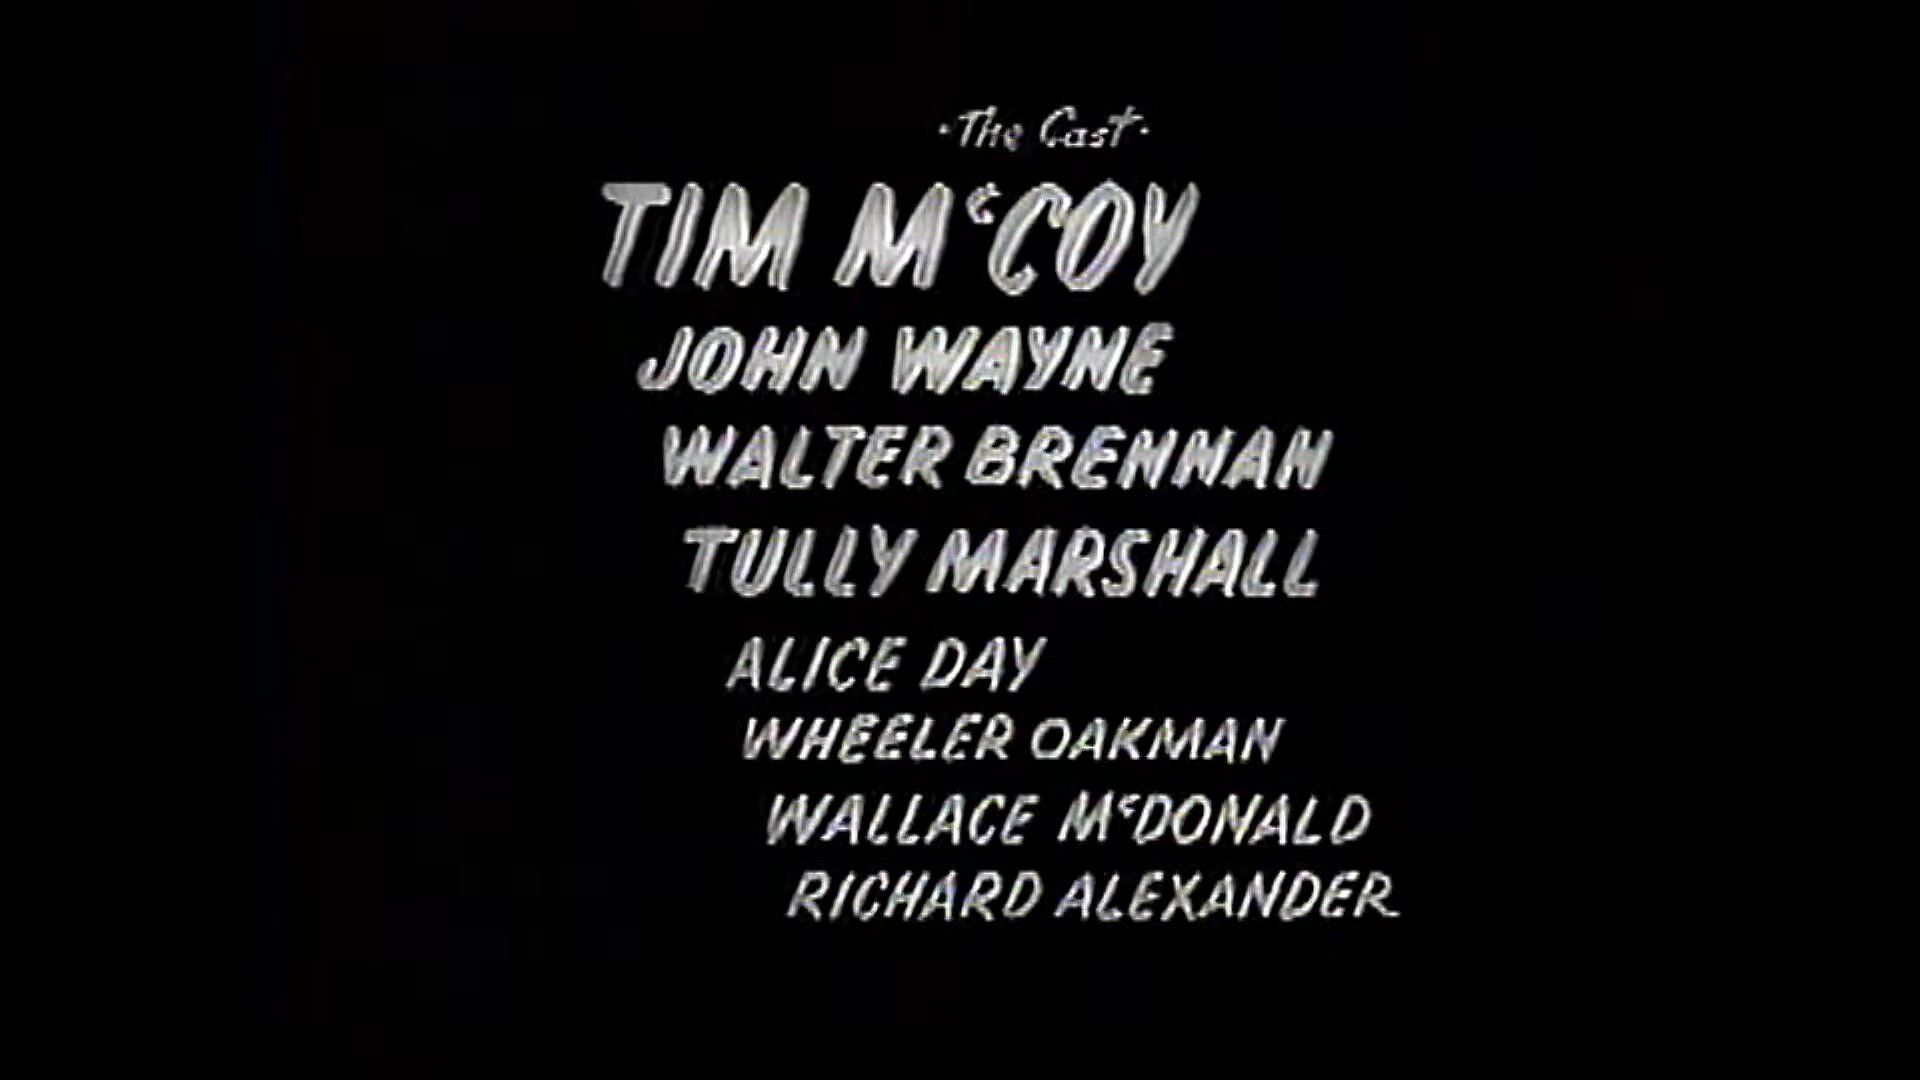 ·The Cast·
TIM McCOY
JOHN WAYNE
WALTER BRENNAN
TULLY MARSHALL
ALICE DAY
WHEELER OAKMAN
WALLACE McDONALD
RICHARD ALEXANDER